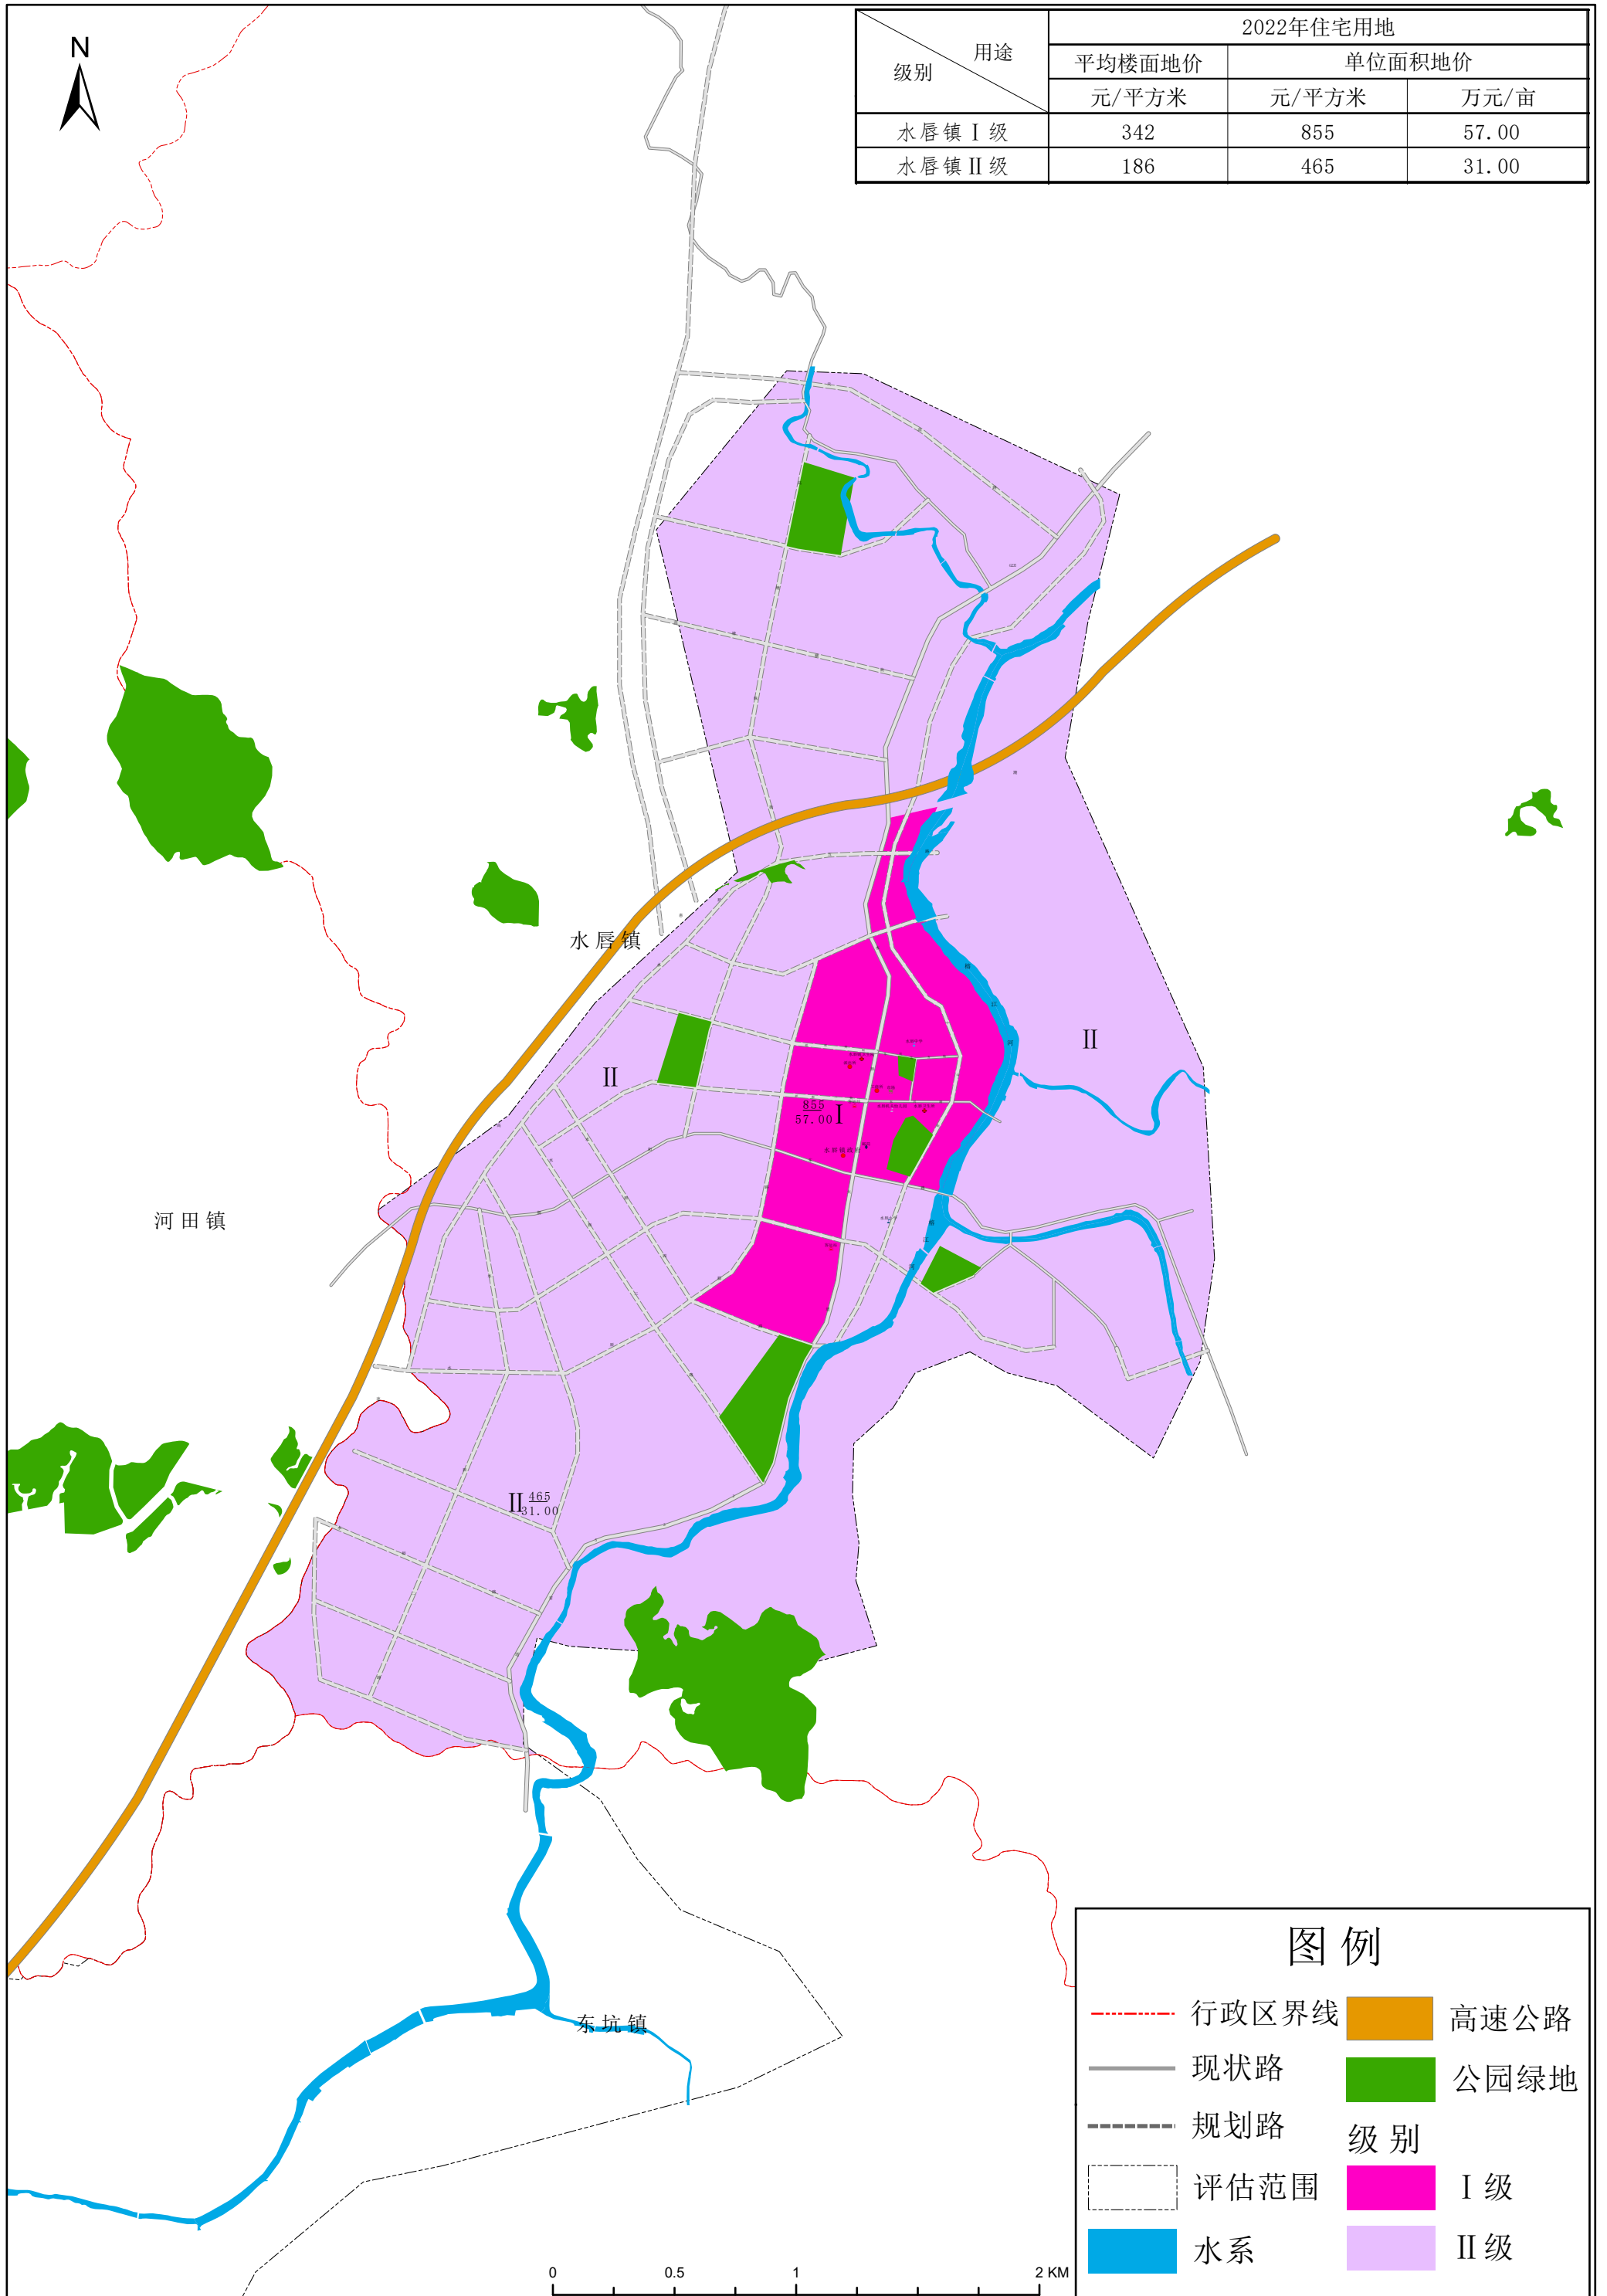 N
2022年住宅用地
用途
级别
平均楼面地价 单位面积地价
元/平方米 元/平方米 万元/亩
水唇镇Ⅰ级 342 855 57.00
水唇镇Ⅱ级 186 465 31.00
水唇镇
Ⅱ
Ⅱ
855
57.00
Ⅰ
水唇镇政府
河田镇
Ⅱ
465
31.00
东坑镇
图例
行政区界线 高速公路
现状路 公园绿地
规划路 级别
评估范围 Ⅰ级
水系 Ⅱ级
0 0.5 1 2 KM